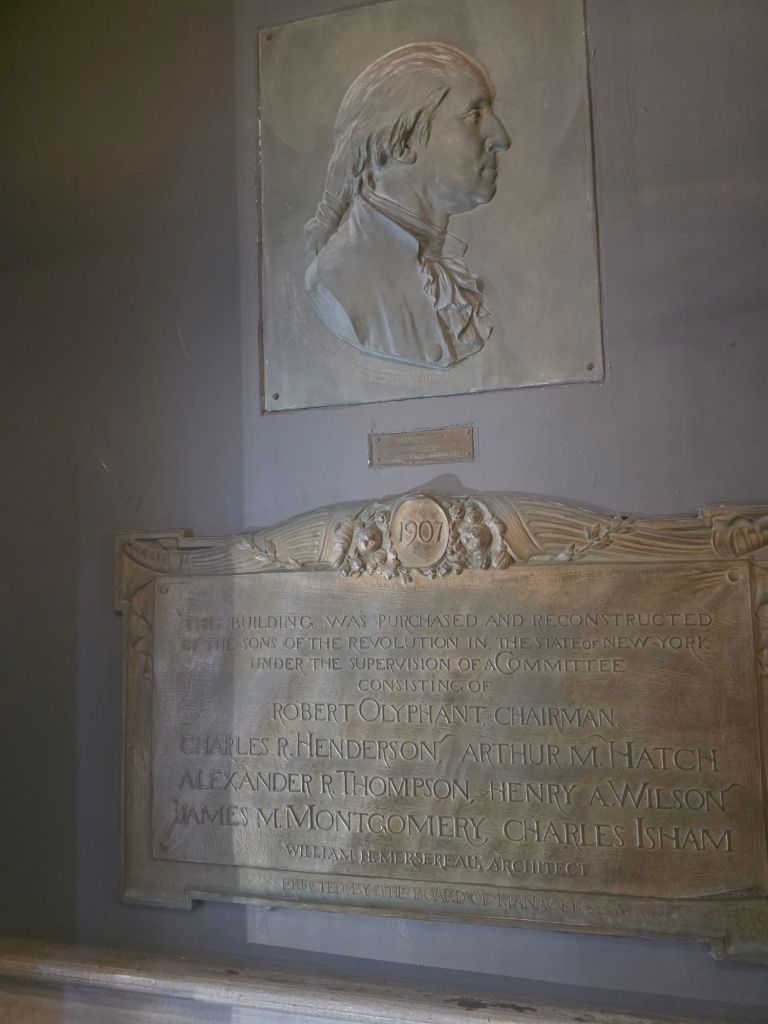 1907
THIS BUILDING WAS PURCHASED AND RECONSTRUCTED
BY THE SONS OF THE REVOLUTION IN THE STATE OF NEW-YORK
UNDER THE SUPERVISION OF A COMMITTEE
CONSISTING OF
ROBERT OLYPHANT, CHAIRMAN.
CHARLES R. HENDERSON, ARTHUR M. HATCH
ALEXANDER R. THOMPSON, HENRY A. WILSON
JAMES M. MONTGOMERY, CHARLES ISHAM
WILLIAM H. MERSEREAU, ARCHITECT
ERECTED BY THE BOARD OF MANAGERS